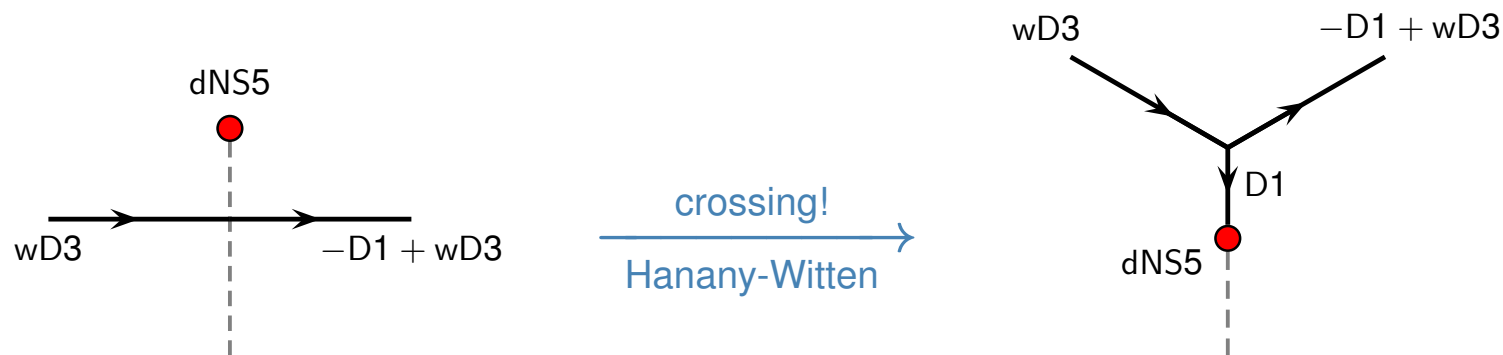 dNS5
wD3
−D1 + wD3
crossing!
Hanany-Witten
wD3
−D1 + wD3
D1
dNS5